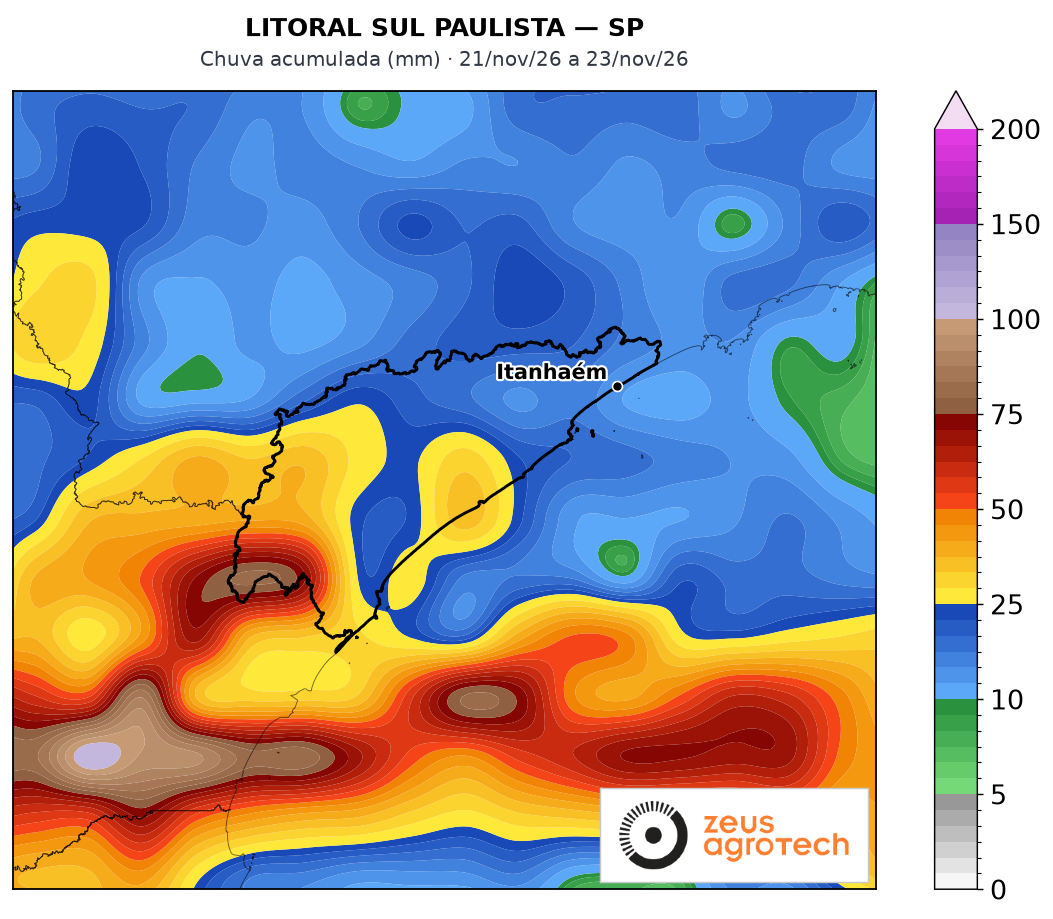 LITORAL SUL PAULISTA — SP
Chuva acumulada (mm) · 21/nov/26 a 23/nov/26
Itanhaém
200
150
100
75
50
25
10
5
0
zeus
agrotech